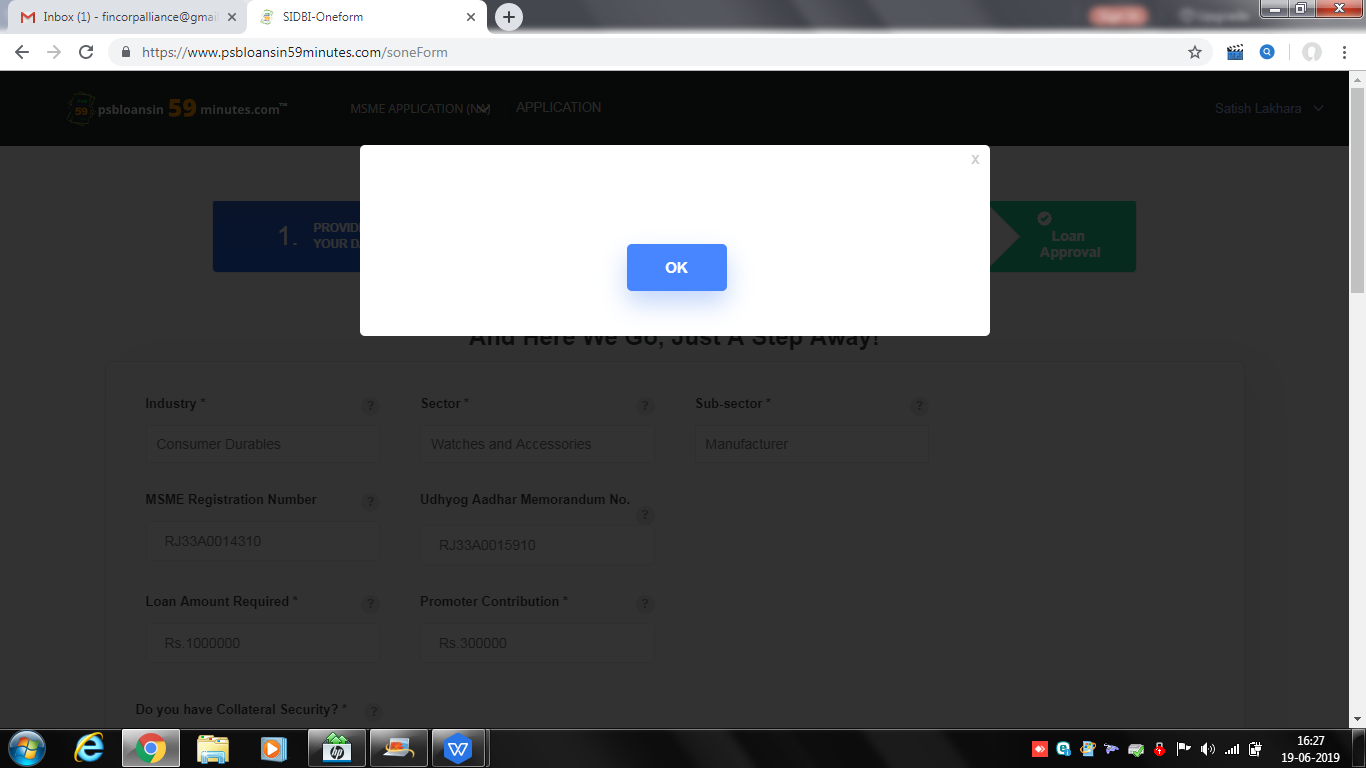 Inbox (1) - fincorpalliance@gmai
SIDBI-Oneform
https://www.psbloansin59minutes.com/soneForm
59 psbloansin 59 minutes.com™
MSME APPLICATION (N
APPLICATION
Satish Lakhara
X
1. PROVID
YOUR DA
Loan
Approval
OK
And Here We Go, Just A Step Away!
Industry * ?
Sector * ?
Sub-sector * ?
Consumer Durables
Watches and Accessories
Manufacturer
MSME Registration Number ?
Udhyog Aadhar Memorandum No. ?
RJ33A0014310
RJ33A0015910
Loan Amount Required * ?
Promoter Contribution * ?
Rs.1000000
Rs.300000
Do you have Collateral Security? * ?
hp
W
16:27
19-06-2019